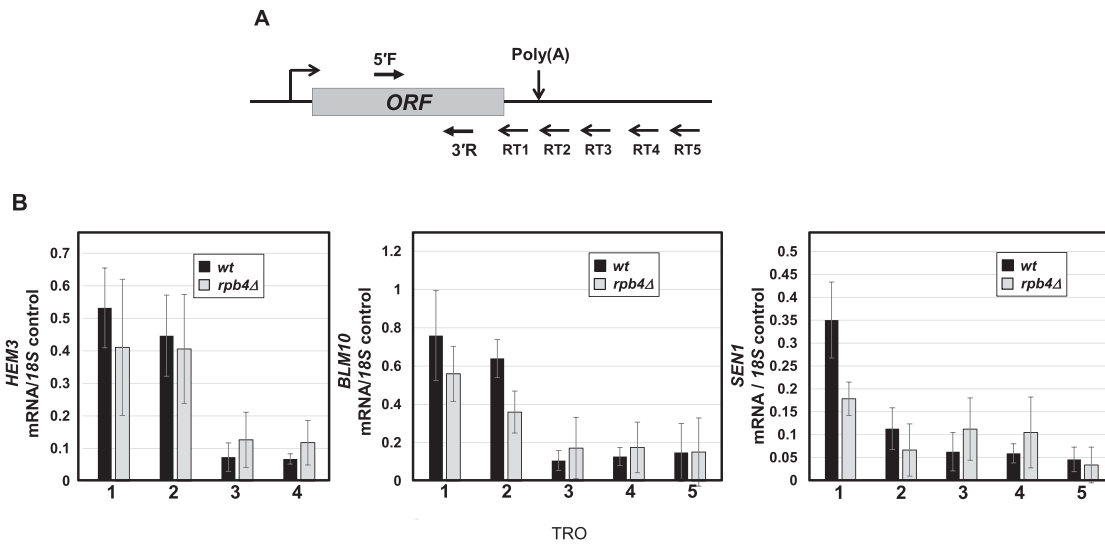 A
5'F
Poly(A)
ORF
3'R
RT1
RT2
RT3
RT4
RT5
B
HEM3
mRNA/18S control
0.7
0.6
0.5
0.4
0.3
0.2
0.1
0
wt
rpb4Δ
1
2
3
4
BLM10
mRNA/18S control
1.2
1
0.8
0.6
0.4
0.2
0
wt
rpb4Δ
1
2
3
4
5
SEN1
mRNA / 18S control
0.5
0.45
0.4
0.35
0.3
0.25
0.2
0.15
0.1
0.05
0
wt
rpb4Δ
1
2
3
4
5
TRO